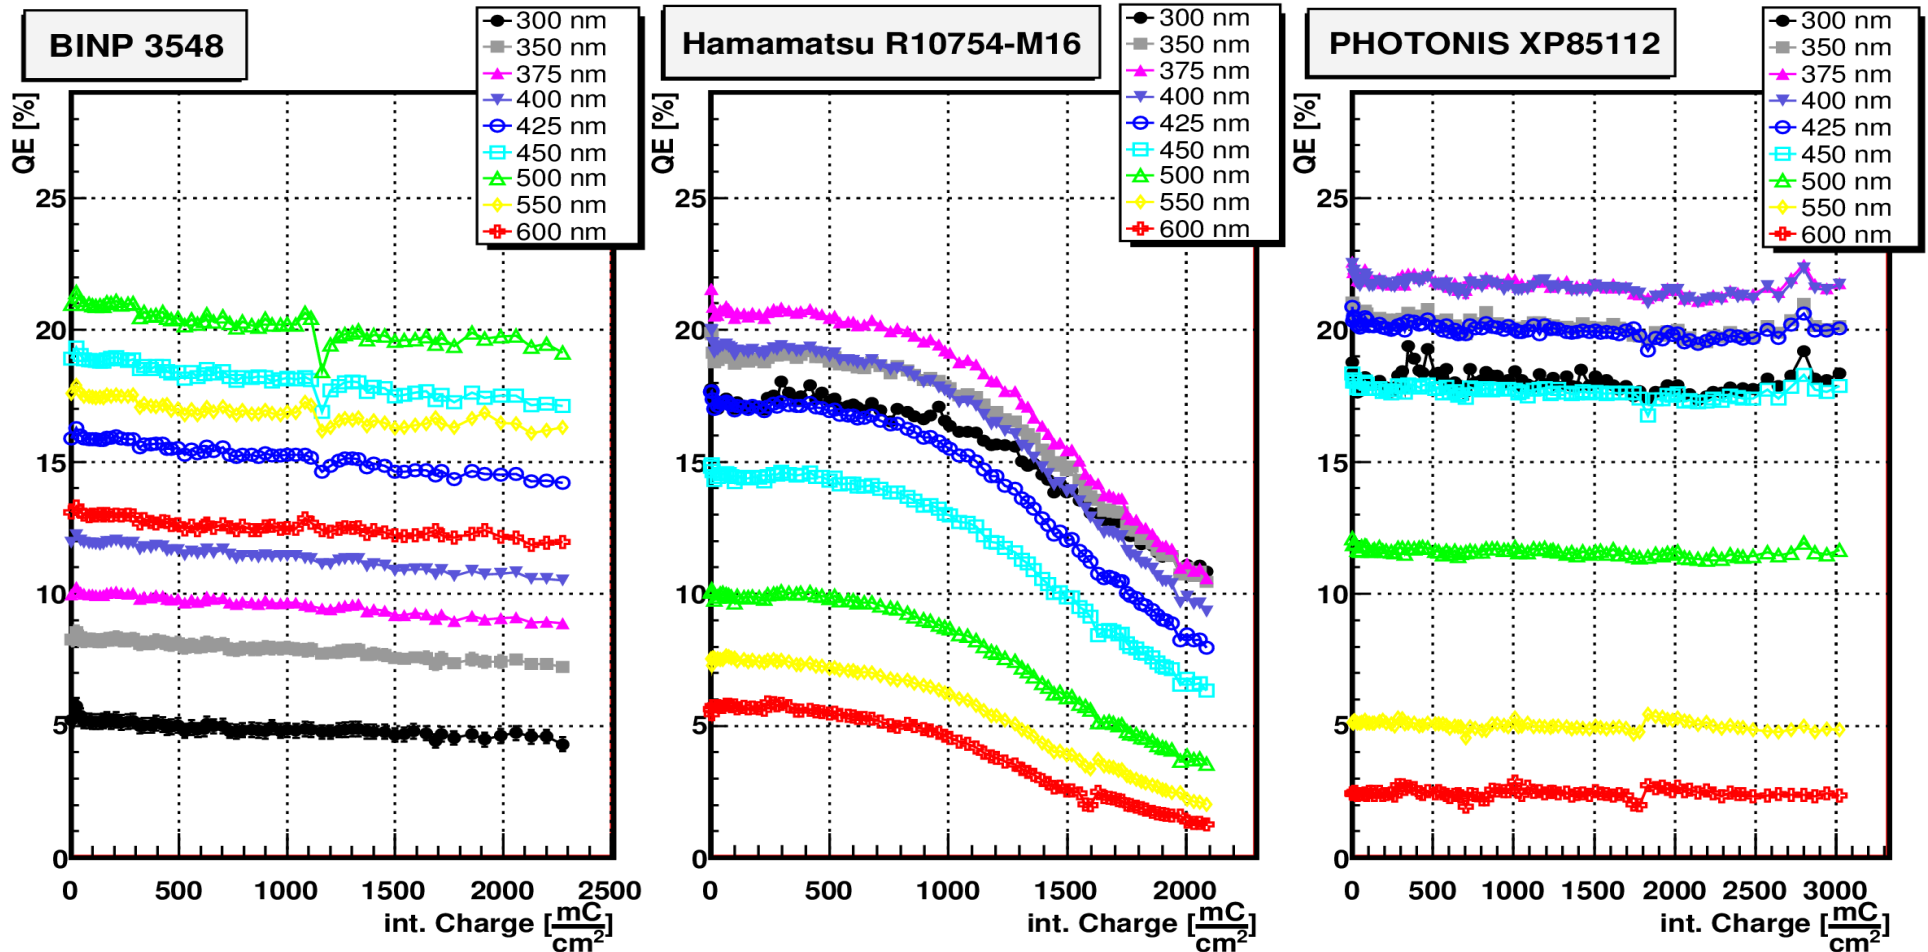 BINP 3548
300 nm
350 nm
375 nm
400 nm
425 nm
450 nm
500 nm
550 nm
600 nm
QE [%]
25
20
15
10
5
0
0 500 1000 1500 2000 2500
int. Charge [mC/cm²]
Hamamatsu R10754-M16
300 nm
350 nm
375 nm
400 nm
425 nm
450 nm
500 nm
550 nm
600 nm
QE [%]
25
20
15
10
5
0
0 500 1000 1500 2000
int. Charge [mC/cm²]
PHOTONIS XP85112
300 nm
350 nm
375 nm
400 nm
425 nm
450 nm
500 nm
550 nm
600 nm
QE [%]
25
20
15
10
5
0
0 500 1000 1500 2000 2500 3000
int. Charge [mC/cm²]